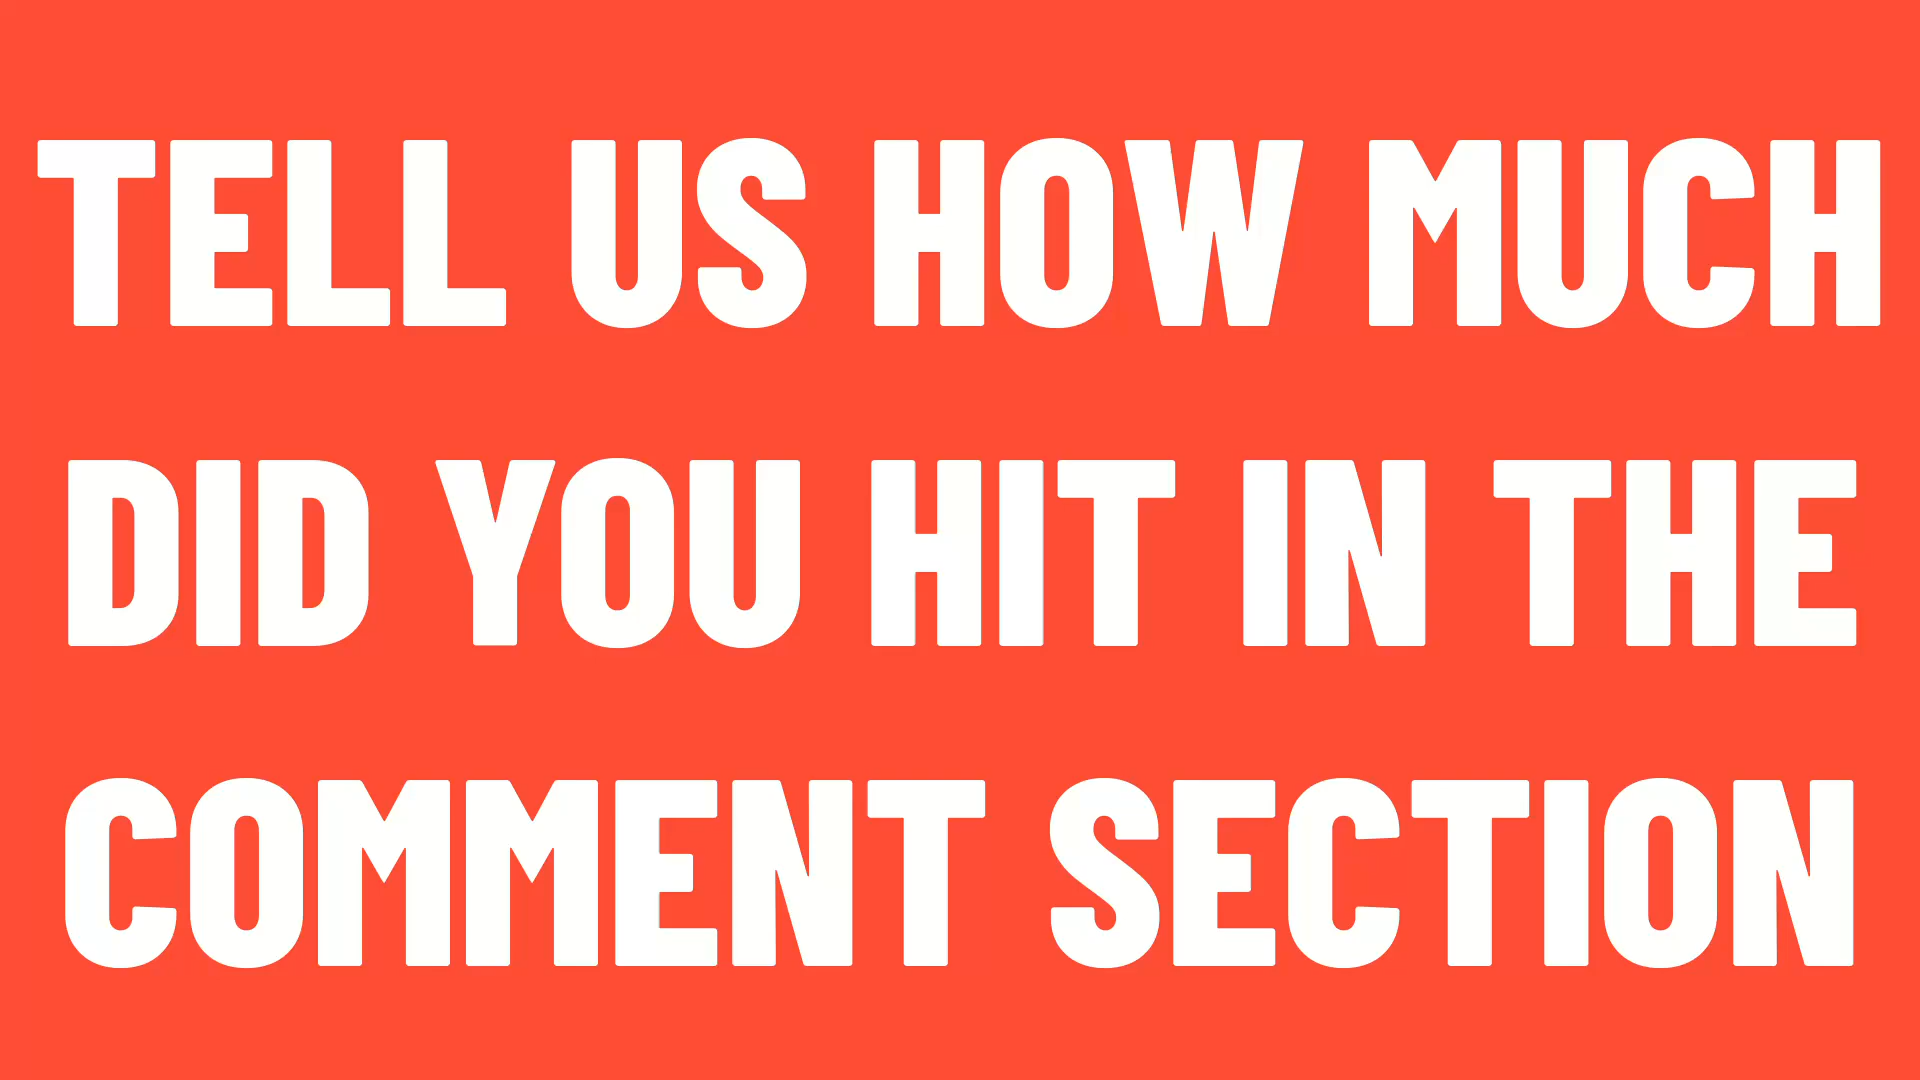 TELL US HOW MUCH
DID YOU HIT IN THE
COMMENT SECTION